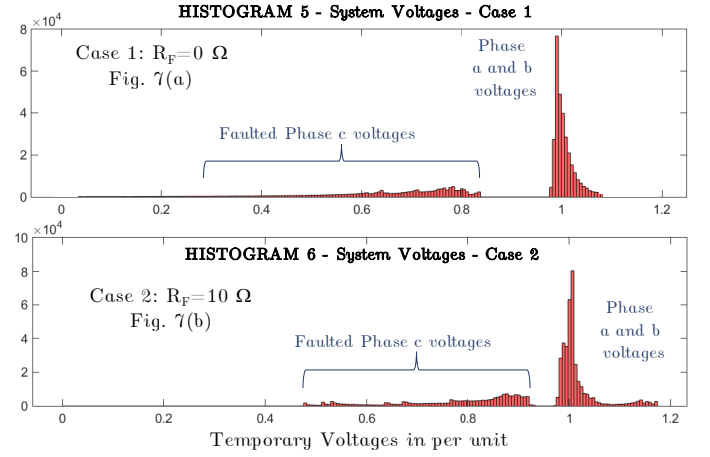 HISTOGRAM 5 - System Voltages - Case 1
×10⁴
8
6
4
2
0
Case 1: R_F=0 Ω
Fig. 7(a)
Phase
a and b
voltages
Faulted Phase c voltages
0 0.2 0.4 0.6 0.8 1 1.2
×10⁴
10
8
6
4
2
0
HISTOGRAM 6 - System Voltages - Case 2
Case 2: R_F=10 Ω
Fig. 7(b)
Phase
a and b
voltages
Faulted Phase c voltages
0 0.2 0.4 0.6 0.8 1 1.2
Temporary Voltages in per unit